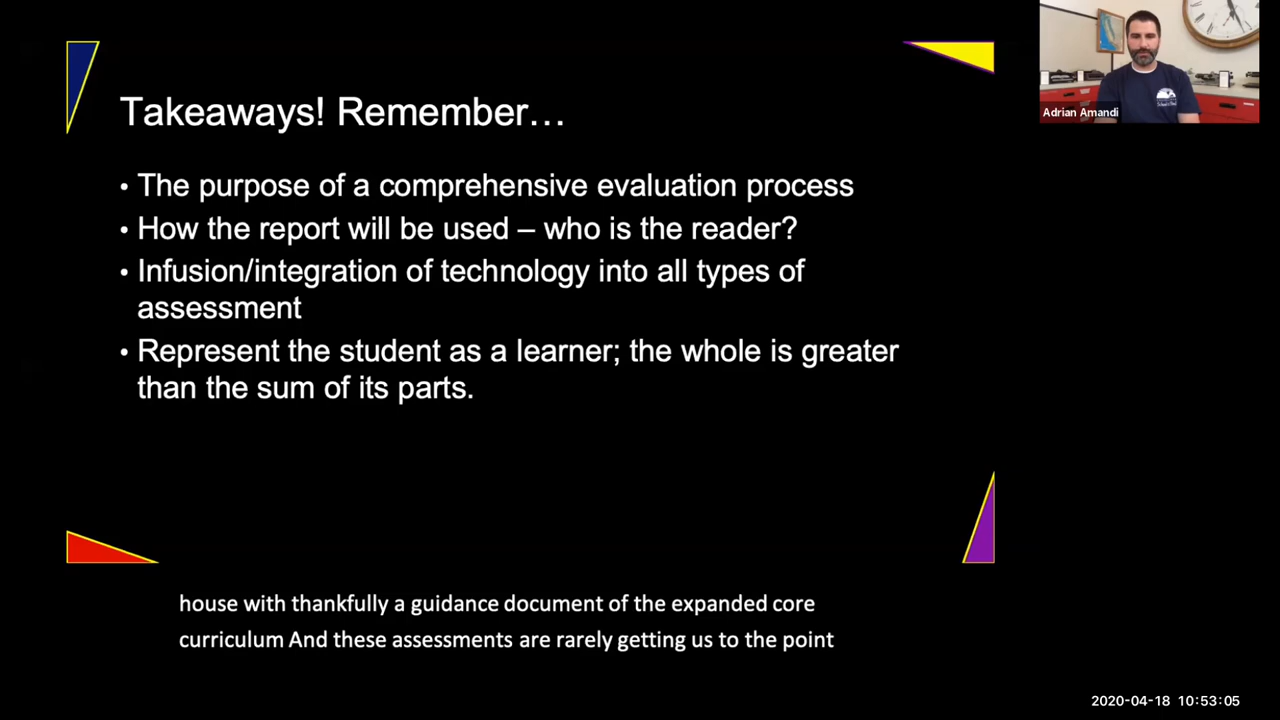 Takeaways! Remember…
• The purpose of a comprehensive evaluation process
• How the report will be used – who is the reader?
• Infusion/integration of technology into all types of
assessment
• Represent the student as a learner; the whole is greater
than the sum of its parts.
Adrian Amandi
house with thankfully a guidance document of the expanded core
curriculum And these assessments are rarely getting us to the point
2020-04-18 10:53:05